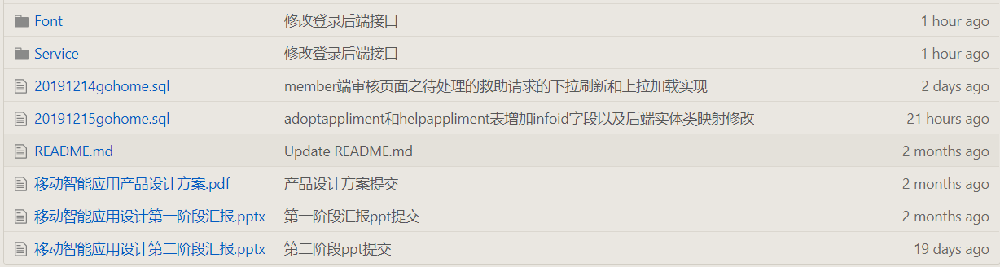 Font 修改登录后端接口 1 hour ago
Service 修改登录后端接口 1 hour ago
20191214gohome.sql member端审核页面之待处理的救助请求的下拉刷新和上拉加载实现 2 days ago
20191215gohome.sql adoptappliment和helpappliment表增加infoid字段以及后端实体类映射修改 21 hours ago
README.md Update README.md 2 months ago
移动智能应用产品设计方案.pdf 产品设计方案提交 2 months ago
移动智能应用设计第一阶段汇报.pptx 第一阶段汇报ppt提交 2 months ago
移动智能应用设计第二阶段汇报.pptx 第二阶段ppt提交 19 days ago